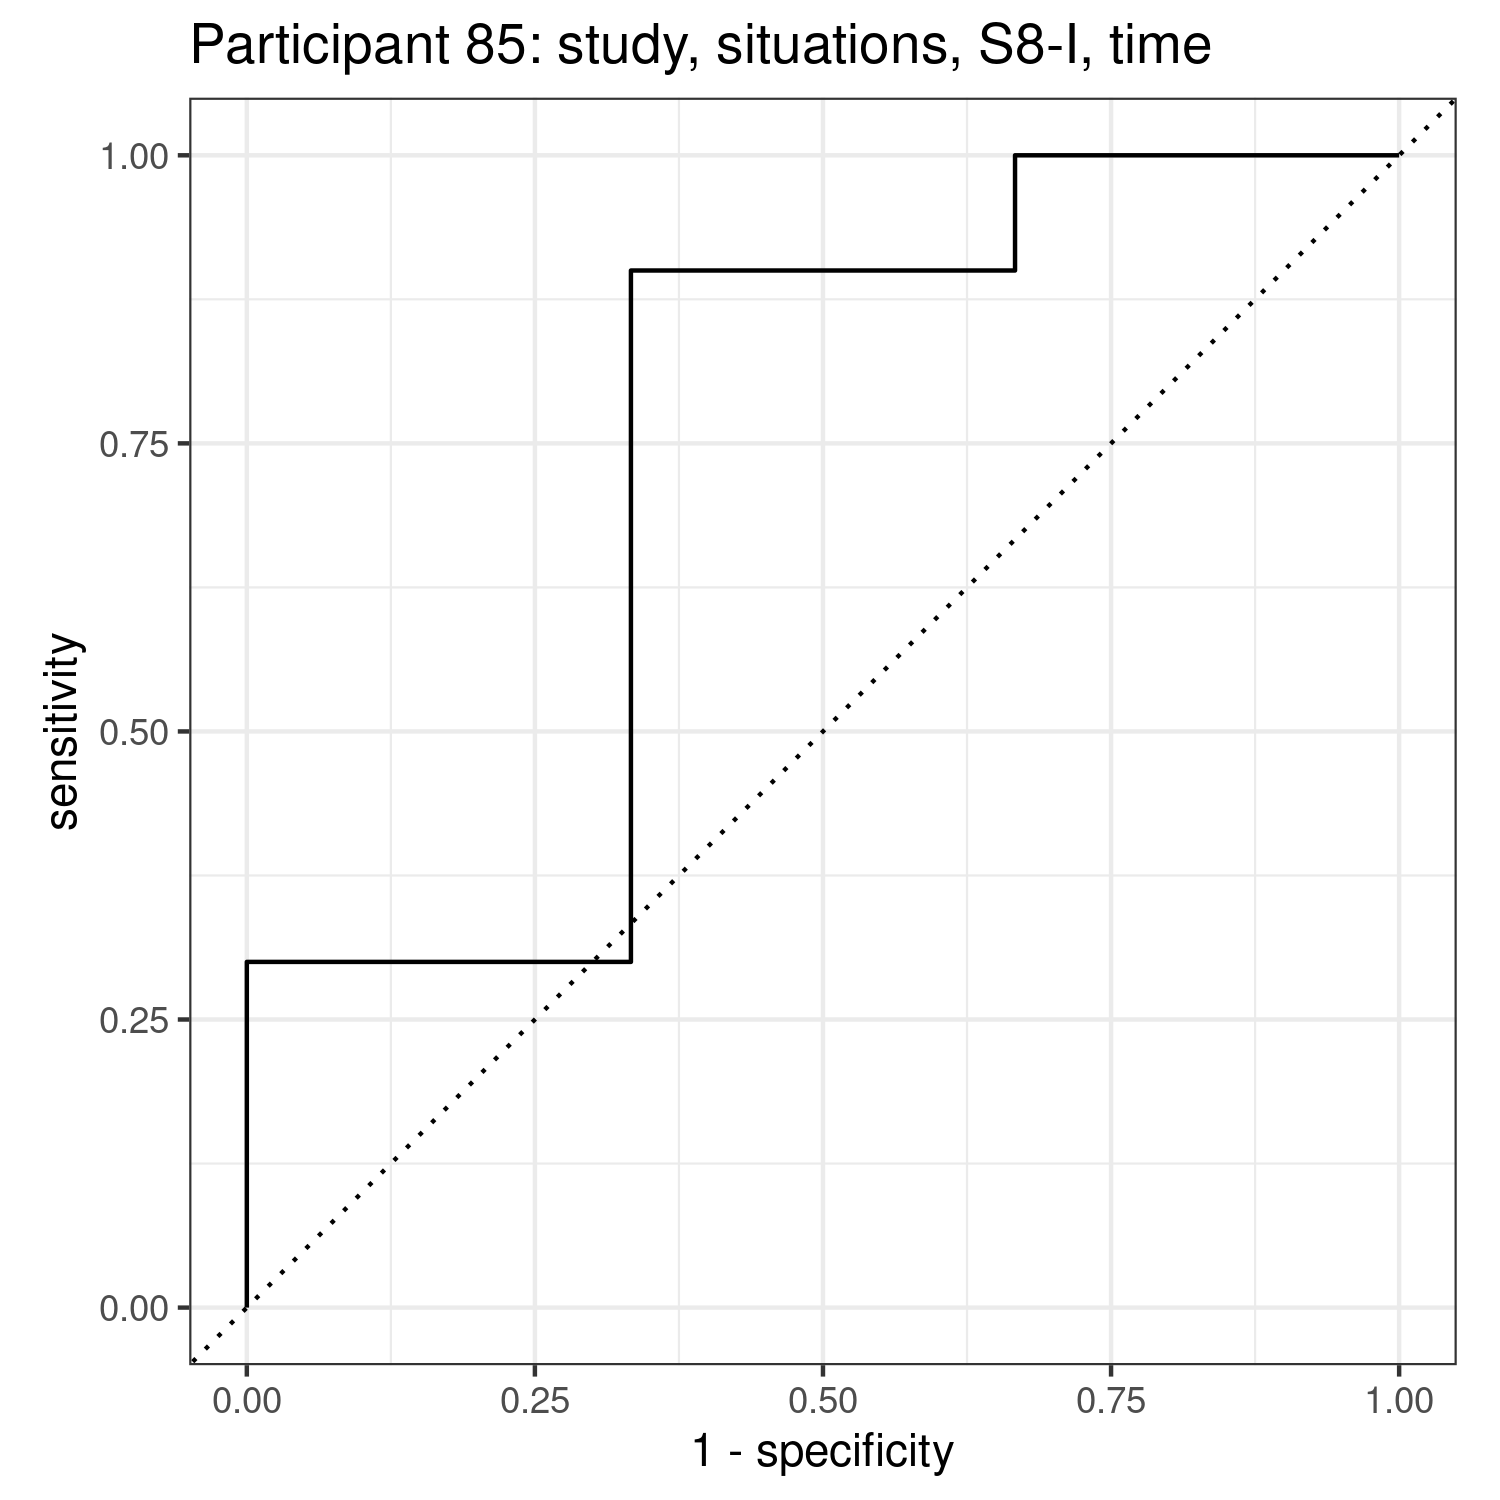 Participant 85: study, situations, S8-I, time
1.00
0.75
0.50
0.25
0.00
sensitivity
0.00 0.25 0.50 0.75 1.00
1 - specificity